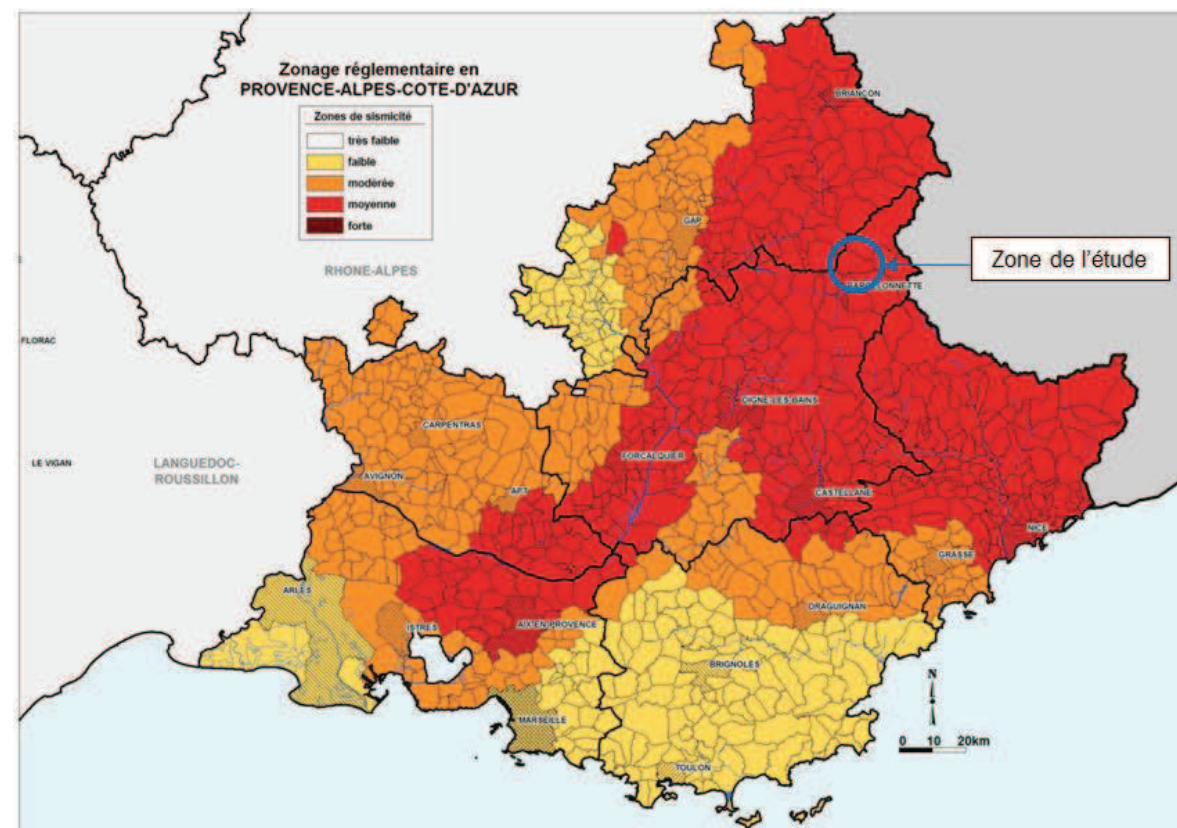 Zonage réglementaire en
PROVENCE-ALPES-COTE-D'AZUR
Zones de sismicité
très faible
faible
modérée
moyenne
forte
BRIANÇON
GAP
RHONE-ALPES
Zone de l'étude
FLORAC
DIGNE-LES-BAINS
CARPENTRAS
FORCALQUIER
LE VIGAN
LANGUEDOC-
ROUSSILLON
AVIGNON
APT
CASTELLANE
NICE
GRASSE
ARLES
DRAGUIGNAN
ISTRES
AIX-EN-PROVENCE
BRIGNOLES
N
MARSEILLE
0 10 20km
TOULON